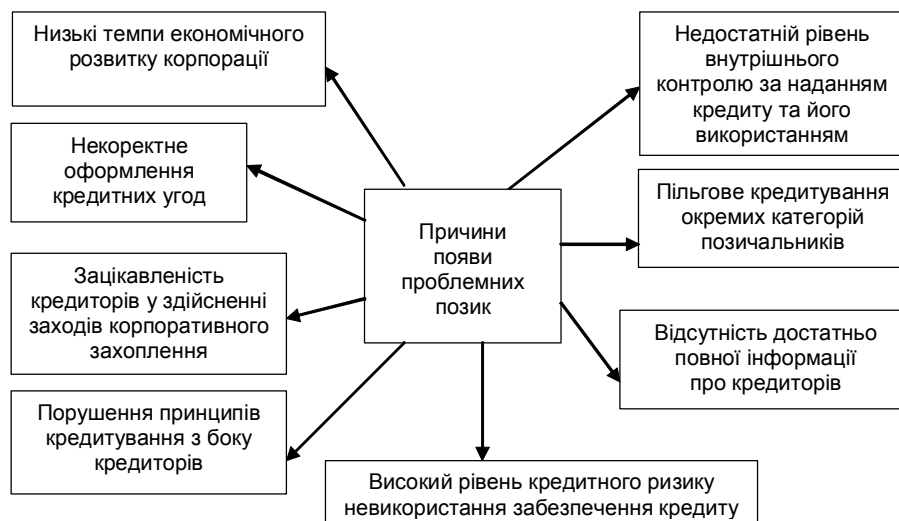 Низькі темпи економічного
розвитку корпорації
Недостатній рівень
внутрішнього
контролю за наданням
кредиту та його
використанням
Некоректне
оформлення
кредитних угод
Пільгове кредитування
окремих категорій
позичальників
Причини
появи
проблемних
позик
Зацікавленість
кредиторів у здійсненні
заходів корпоративного
захоплення
Відсутність достатньо
повної інформації
про кредиторів
Порушення принципів
кредитування з боку
кредиторів
Високий рівень кредитного ризику
невикористання забезпечення кредиту